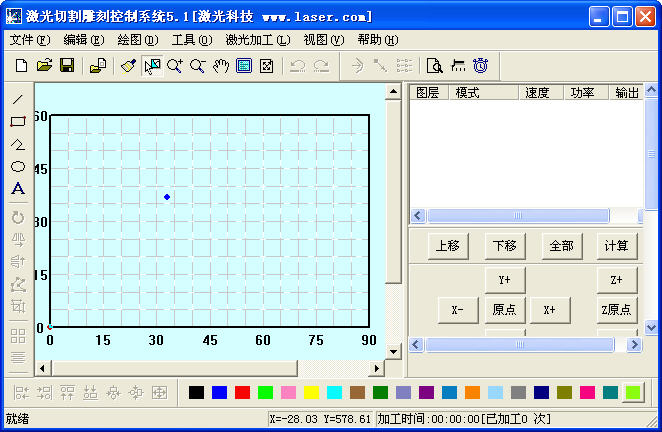 激光切割雕刻控制系统5.1[激光科技 www.laser.com]
文件(F) 编辑(E) 绘图(D) 工具(O) 激光加工(L) 视图(V) 帮助(H)
图层 模式 速度 功率 输出
60
45
30
15
0
0 15 30 45 60 75 90
A
上移 下移 全部 计算
Y+ Z+
X- 原点 X+ Z原点
就绪 X=-28.03 Y=578.61 加工时间:00:00:00[已加工0 次]